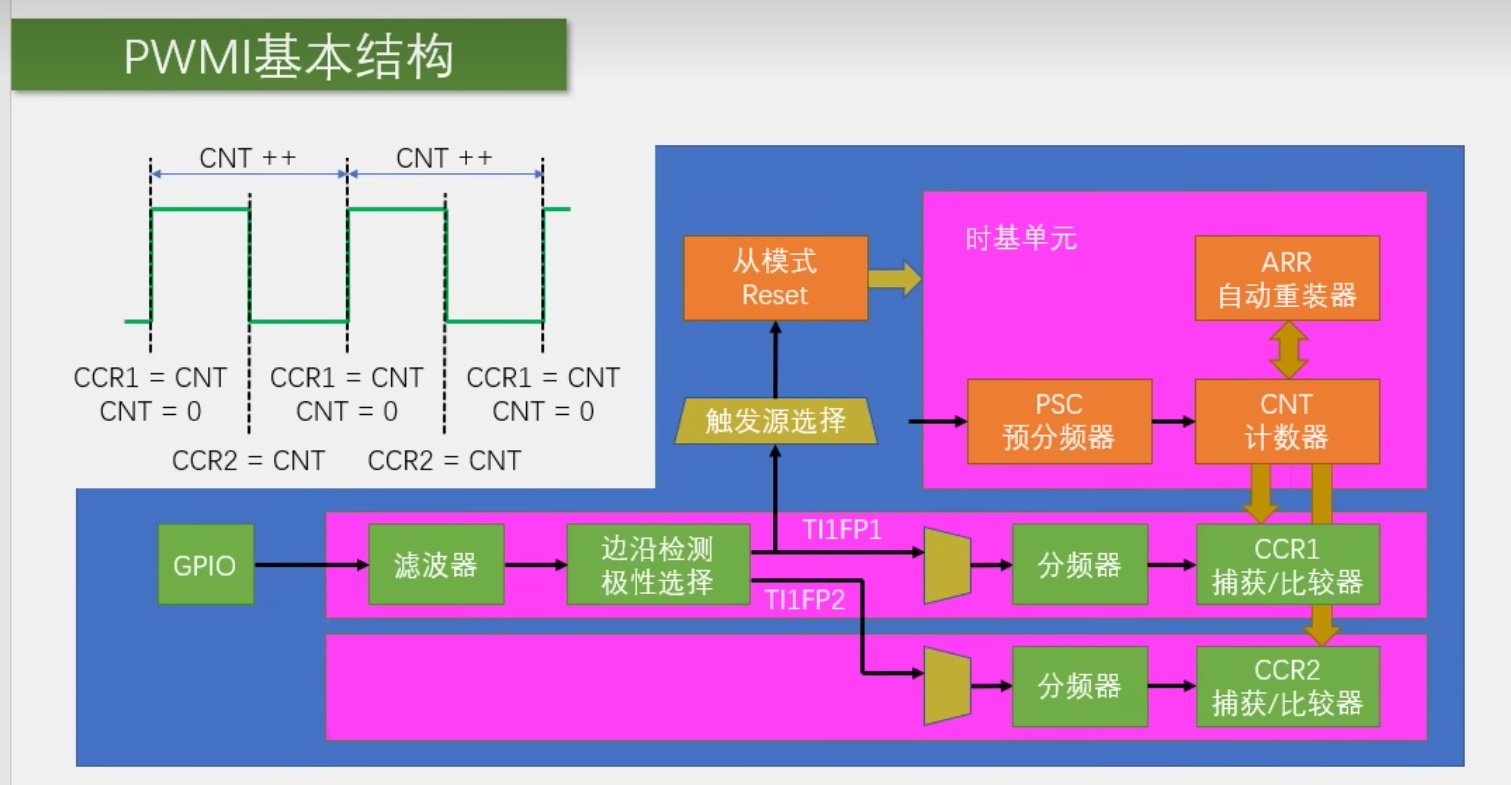 PWMI基本结构
CNT ++
CNT ++
CCR1 = CNT
CNT = 0
CCR1 = CNT
CNT = 0
CCR1 = CNT
CNT = 0
CCR2 = CNT
CCR2 = CNT
从模式
Reset
时基单元
ARR
自动重装器
触发源选择
PSC
预分频器
CNT
计数器
GPIO
滤波器
边沿检测
极性选择
TI1FP1
TI1FP2
分频器
CCR1
捕获/比较器
分频器
CCR2
捕获/比较器